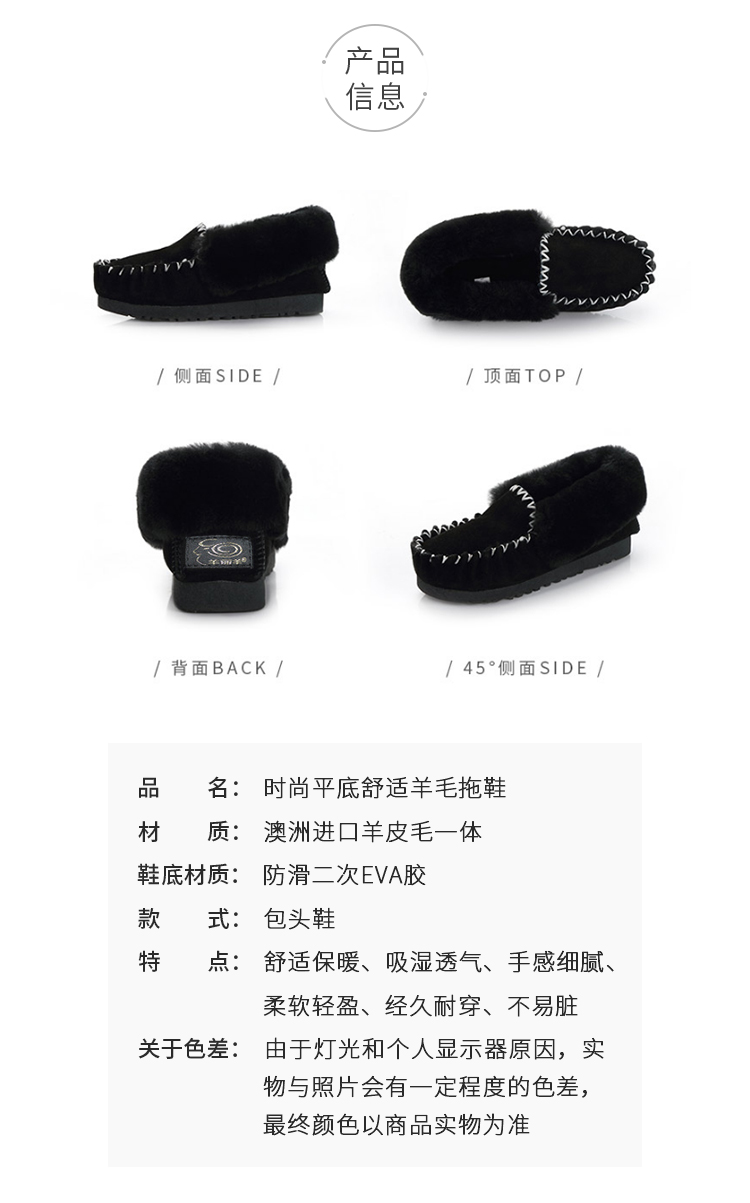 产品
信息
/ 侧面SIDE /
/ 顶面TOP /
/ 背面BACK /
/ 45°侧面SIDE /
品 名： 时尚平底舒适羊毛拖鞋
材 质： 澳洲进口羊皮毛一体
鞋底材质： 防滑二次EVA胶
款 式： 包头鞋
特 点： 舒适保暖、吸湿透气、手感细腻、
柔软轻盈、经久耐穿、不易脏
关于色差： 由于灯光和个人显示器原因，实
物与照片会有一定程度的色差，
最终颜色以商品实物为准